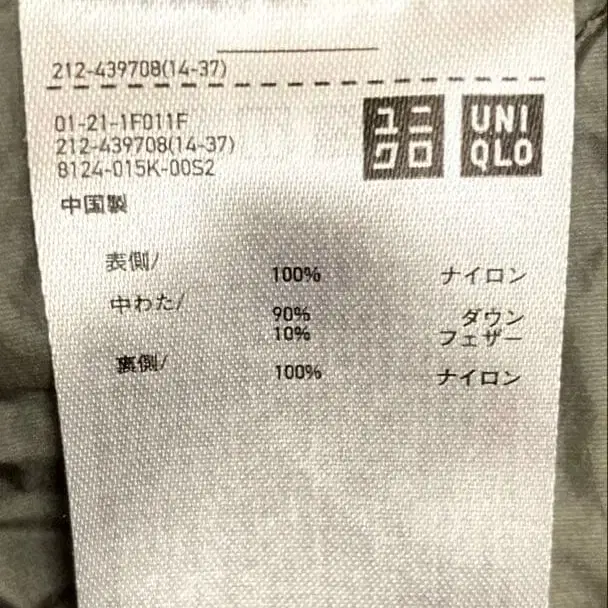 212-439708(14-37)
01-21-1F011F
212-439708(14-37)
8124-015K-00S2
ユニ
クロ
UNI
QLO
中国製
表側/
100% ナイロン
中わた/
90% ダウン
10% フェザー
裏側/
100% ナイロン